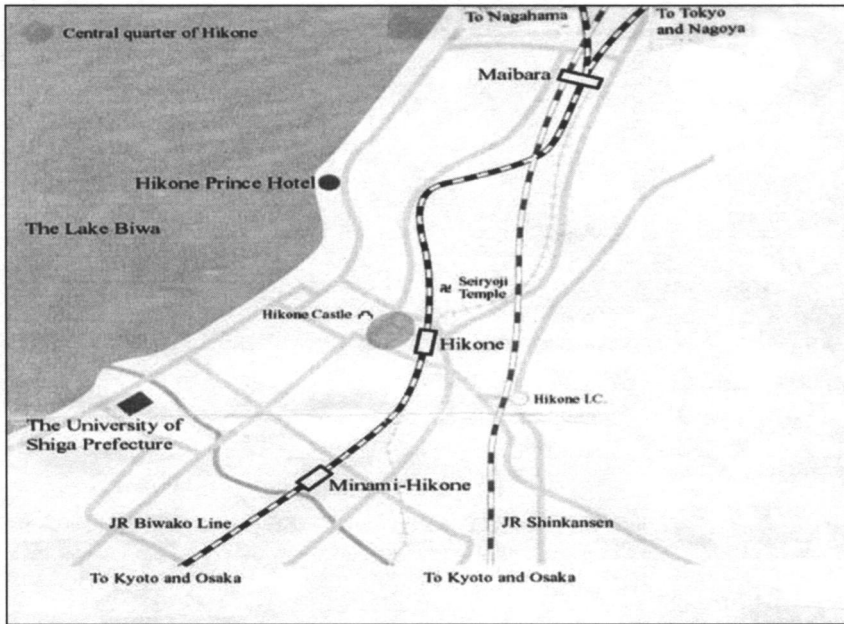 To Nagahama
To Tokyo
and Nagoya
Central quarter of Hikone
Maibara
Hikone Prince Hotel
The Lake Biwa
Seiryoji
Temple
Hikone Castle
Hikone
Hikone I.C.
The University of
Shiga Prefecture
Minami-Hikone
JR Biwako Line
JR Shinkansen
To Kyoto and Osaka
To Kyoto and Osaka